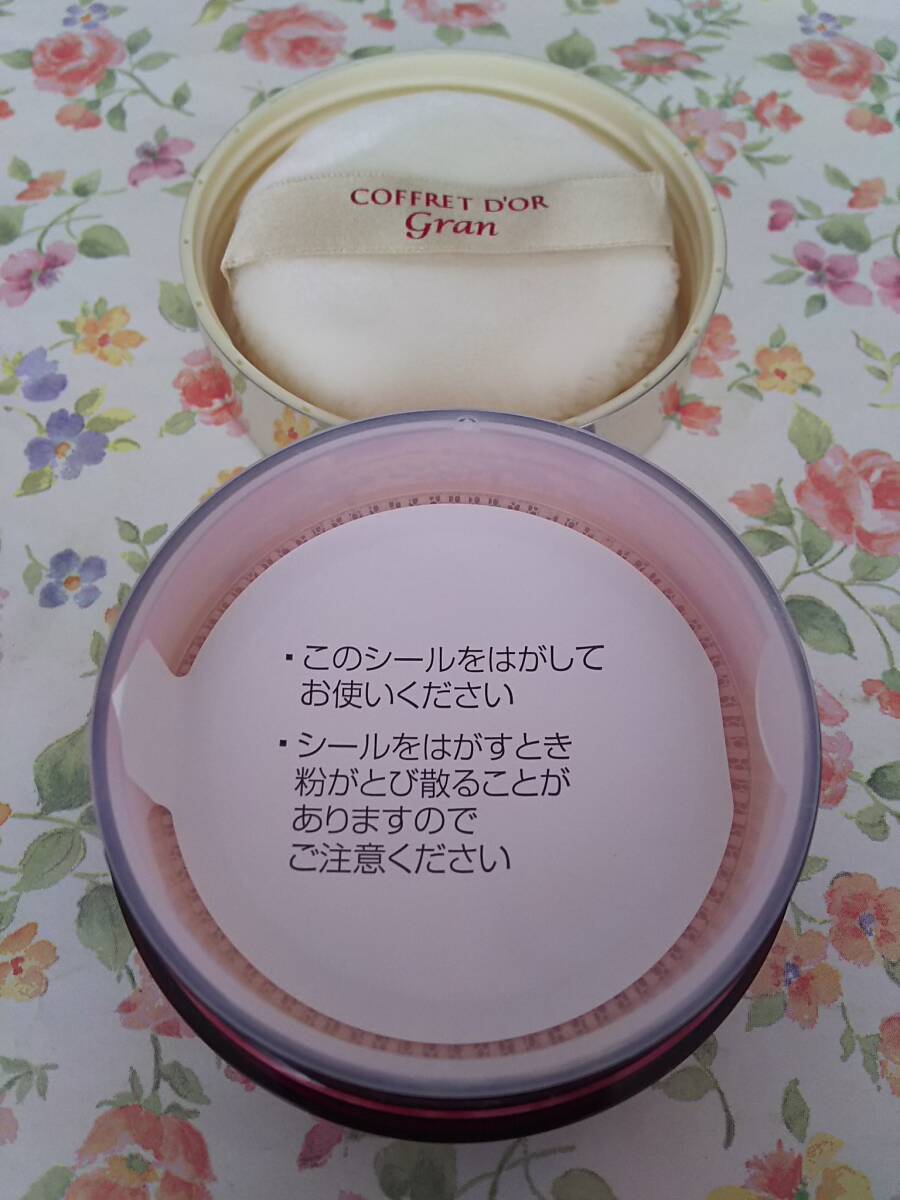 COFFRET D'OR
Gran
・このシールをはがして
お使いください
・シールをはがすとき
粉がとび散ることが
ありますので
ご注意ください